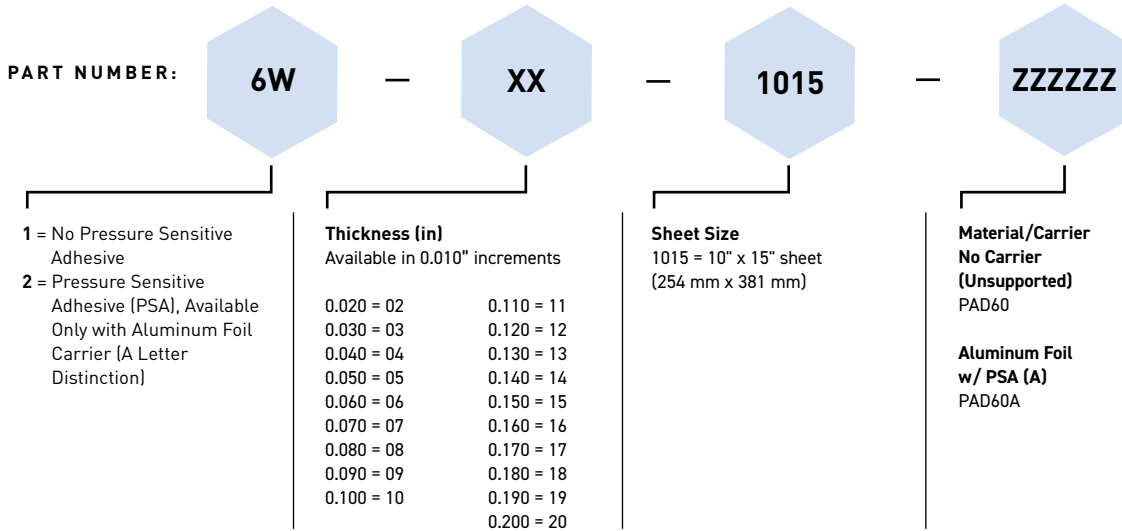 PART NUMBER:
6W — XX — 1015 — ZZZZZZ
1 = No Pressure Sensitive
Adhesive
2 = Pressure Sensitive
Adhesive (PSA), Available
Only with Aluminum Foil
Carrier (A Letter
Distinction)
Thickness (in)
Available in 0.010" increments
0.020 = 02
0.030 = 03
0.040 = 04
0.050 = 05
0.060 = 06
0.070 = 07
0.080 = 08
0.090 = 09
0.100 = 10
0.110 = 11
0.120 = 12
0.130 = 13
0.140 = 14
0.150 = 15
0.160 = 16
0.170 = 17
0.180 = 18
0.190 = 19
0.200 = 20
Sheet Size
1015 = 10" x 15" sheet
(254 mm x 381 mm)
Material/Carrier
No Carrier
(Unsupported)
PAD60
Aluminum Foil
w/ PSA (A)
PAD60A